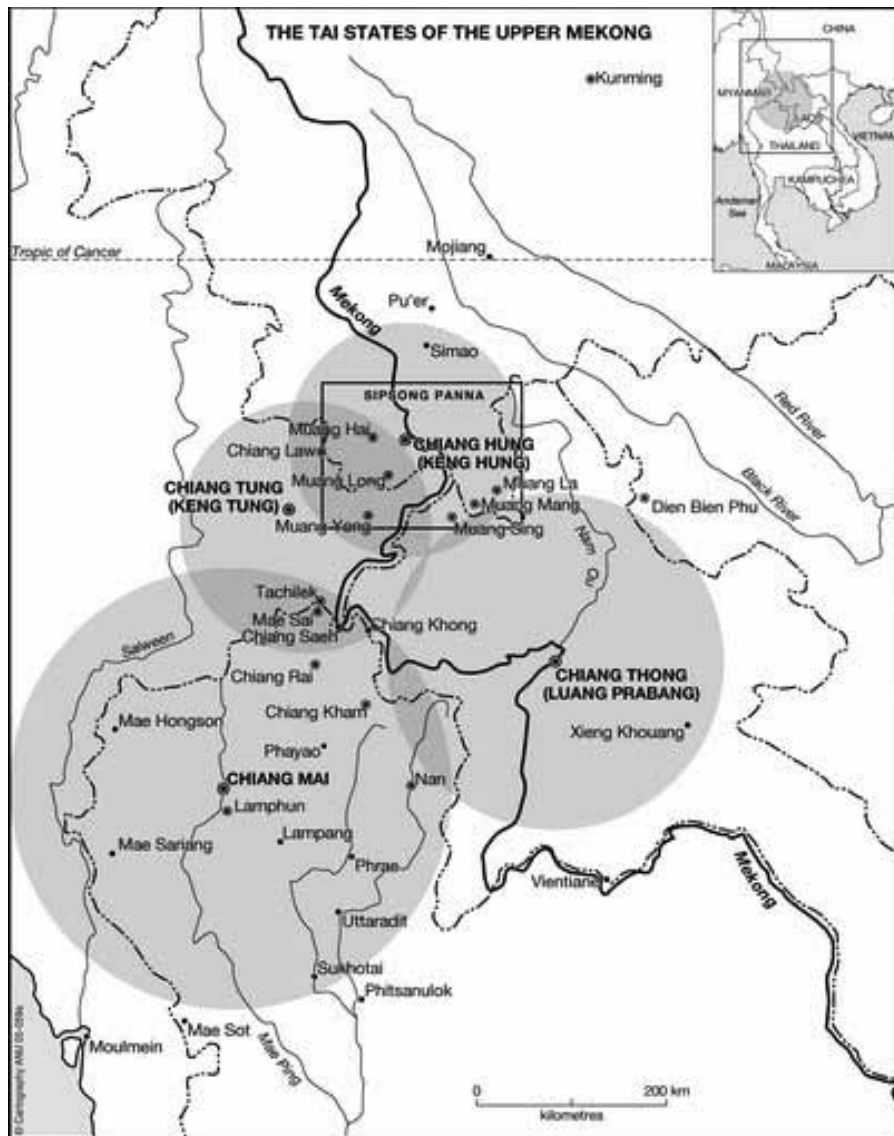 THE TAI STATES OF THE UPPER MEKONG
CHINA
MYANMAR
LAOS
VIETNAM
THAILAND
KAMPUCHEA
Andaman
Sea
MALAYSIA
Kunming
Tropic of Cancer
Mojiang
Mekong
Pu'er
Simao
Red River
SIPSONG PANNA
Muang Hai
CHIANG HUNG
(KENG HUNG)
Chiang Law
Black River
Muang Long
Muang La
CHIANG TUNG
(KENG TUNG)
Muang Mang
Dien Bien Phu
Muang Yong
Muang Sing
Nam Ou
Tachilek
Mae Sai
Chiang Saen
Chiang Khong
Salween
Chiang Rai
CHIANG THONG
(LUANG PRABANG)
Chiang Kham
Mae Hongson
Xieng Khouang
Phayao
CHIANG MAI
Nan
Lamphun
Lampang
Mae Sariang
Phrae
Vientiane
Mekong
Uttaradit
Sukhotai
Phitsanulok
Mae Sot
Moulmein
Mae Ping
0 200 km
kilometres
Cartography ANU